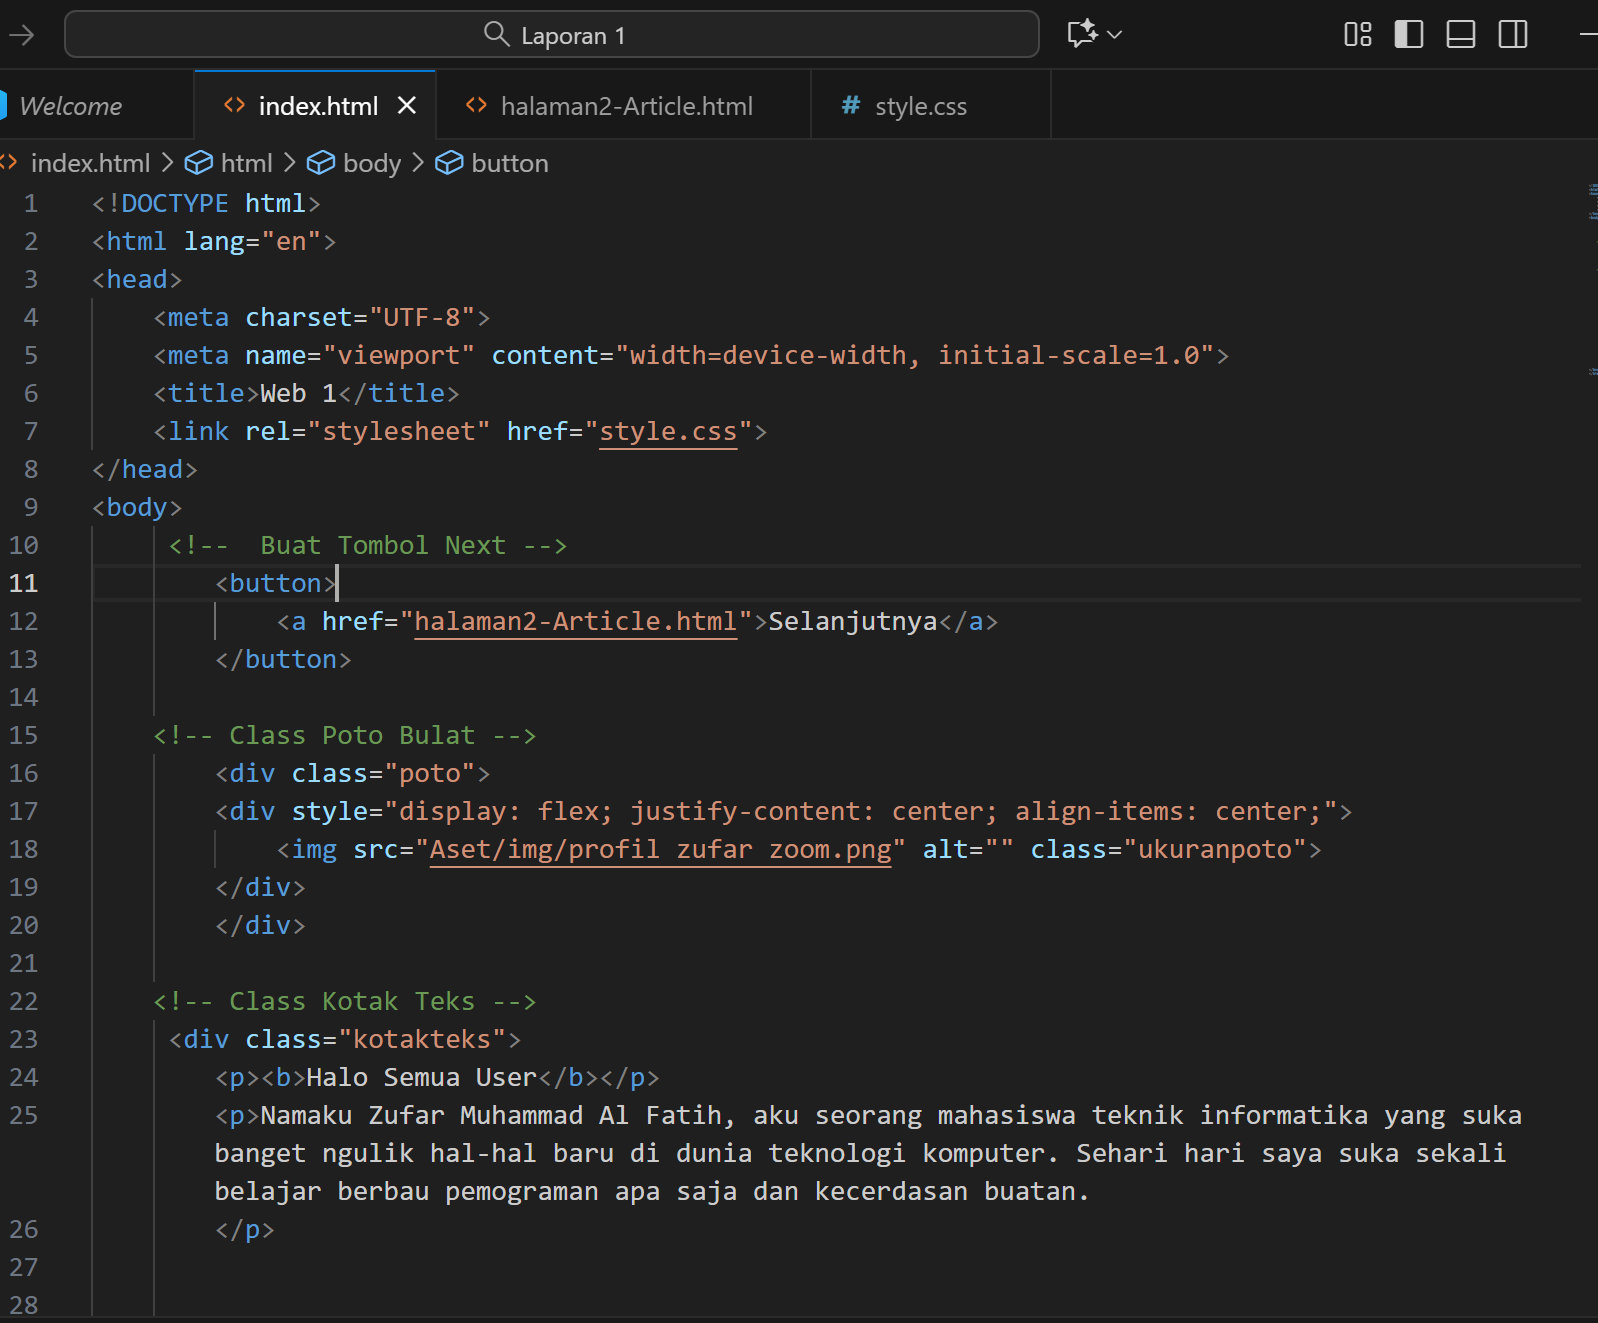 Laporan 1
Welcome
index.html
halaman2-Article.html
# style.css
index.html > html > body > button
1 <!DOCTYPE html>
2 <html lang="en">
3 <head>
4 <meta charset="UTF-8">
5 <meta name="viewport" content="width=device-width, initial-scale=1.0">
6 <title>Web 1</title>
7 <link rel="stylesheet" href="style.css">
8 </head>
9 <body>
10 <!--  Buat Tombol Next -->
11 <button>
12 <a href="halaman2-Article.html">Selanjutnya</a>
13 </button>
14
15 <!-- Class Poto Bulat -->
16 <div class="poto">
17 <div style="display: flex; justify-content: center; align-items: center;">
18 <img src="Aset/img/profil zufar zoom.png" alt="" class="ukuranpoto">
19 </div>
20 </div>
21
22 <!-- Class Kotak Teks -->
23 <div class="kotakteks">
24 <p><b>Halo Semua User</b></p>
25 <p>Namaku Zufar Muhammad Al Fatih, aku seorang mahasiswa teknik informatika yang suka
banget ngulik hal-hal baru di dunia teknologi komputer. Sehari hari saya suka sekali
belajar berbau pemograman apa saja dan kecerdasan buatan.
26 </p>
27
28